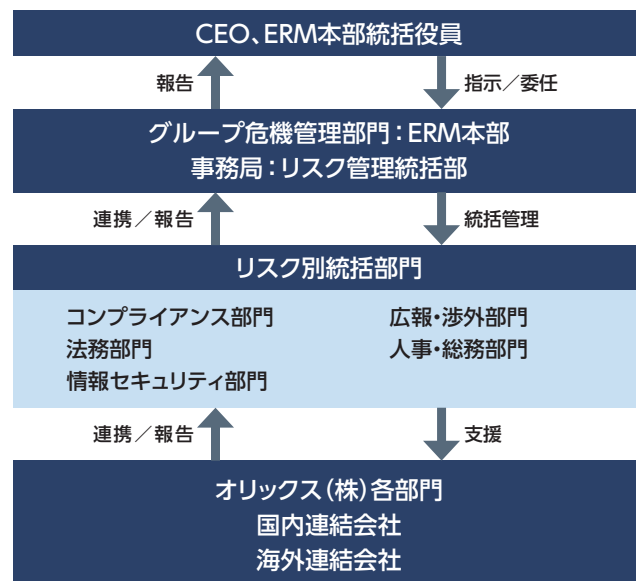 CEO、ERM本部統括役員
報告
指示／委任
グループ危機管理部門：ERM本部
事務局：リスク管理統括部
連携／報告
統括管理
リスク別統括部門
コンプライアンス部門
広報・渉外部門
法務部門
人事・総務部門
情報セキュリティ部門
連携／報告
支援
オリックス（株）各部門
国内連結会社
海外連結会社